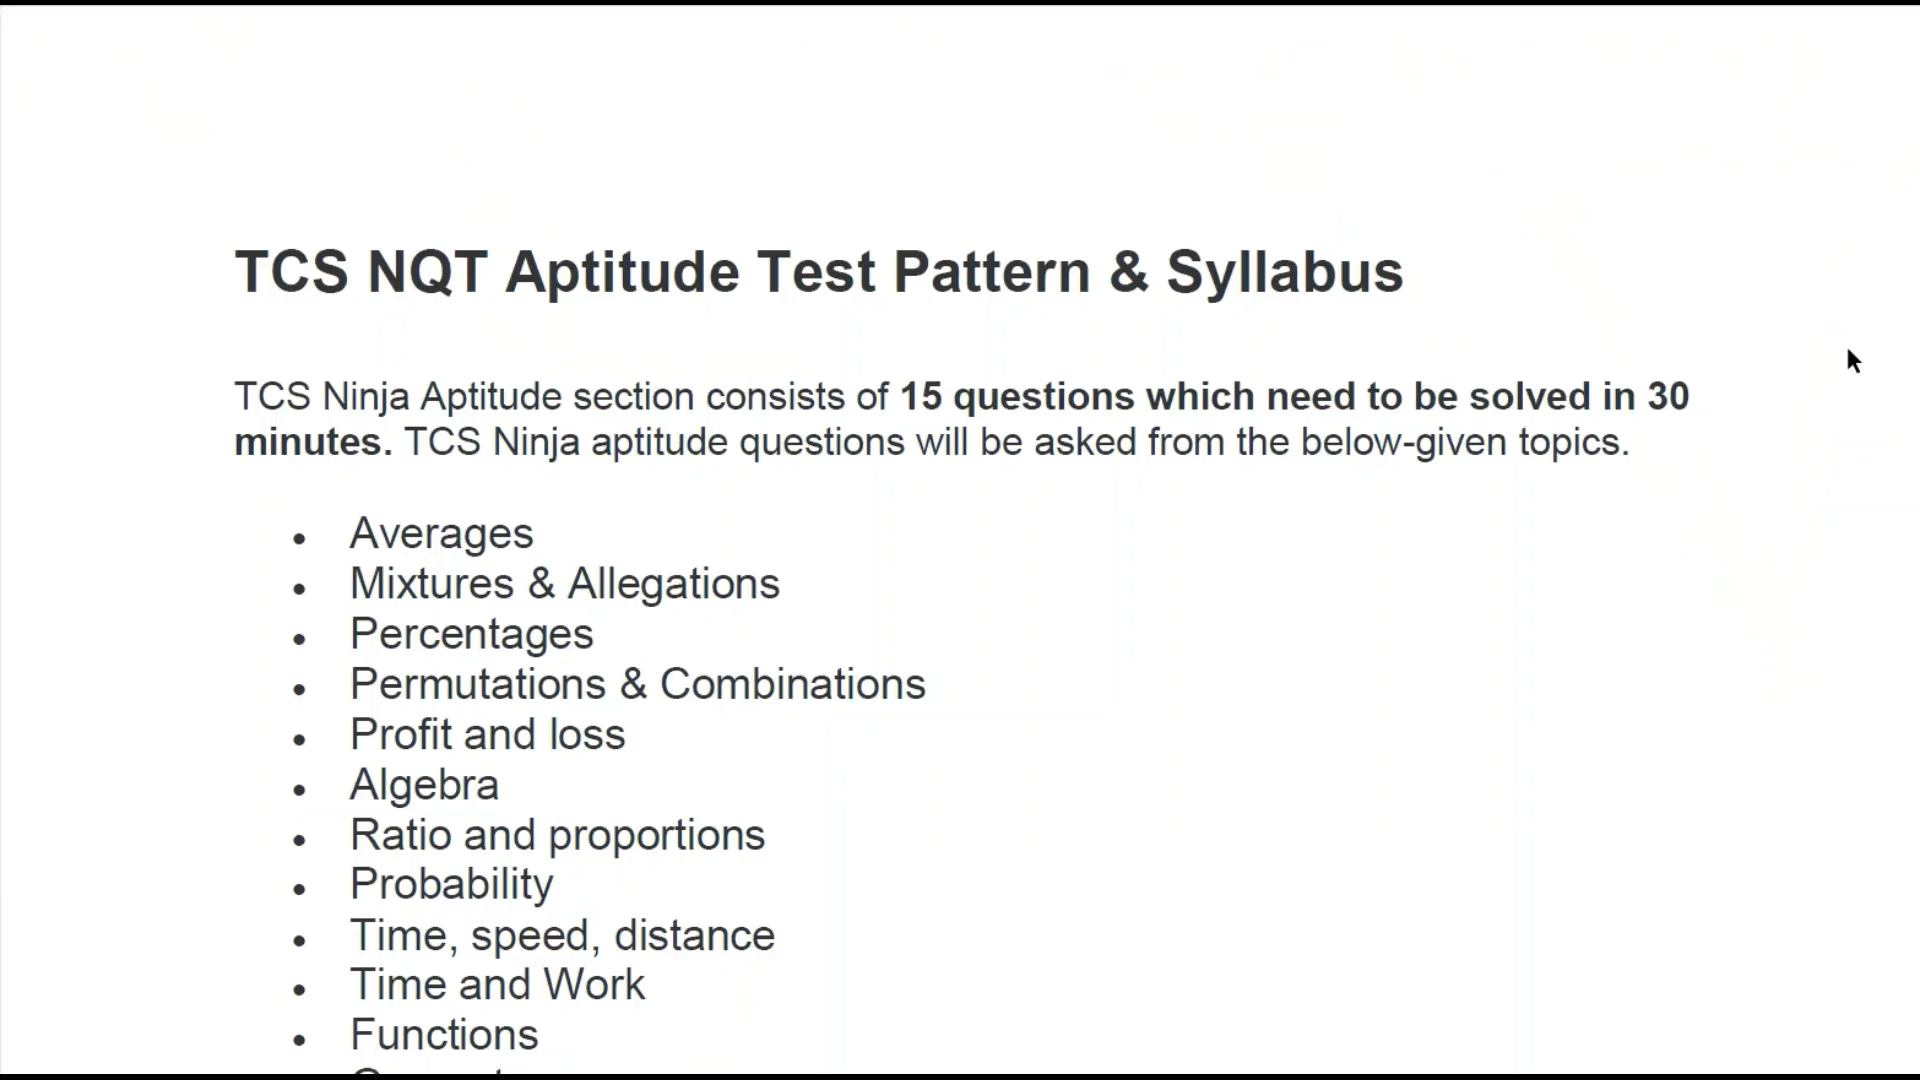 TCS NQT Aptitude Test Pattern & Syllabus
TCS Ninja Aptitude section consists of 15 questions which need to be solved in 30
minutes. TCS Ninja aptitude questions will be asked from the below-given topics.
• Averages
• Mixtures & Allegations
• Percentages
• Permutations & Combinations
• Profit and loss
• Algebra
• Ratio and proportions
• Probability
• Time, speed, distance
• Time and Work
• Functions